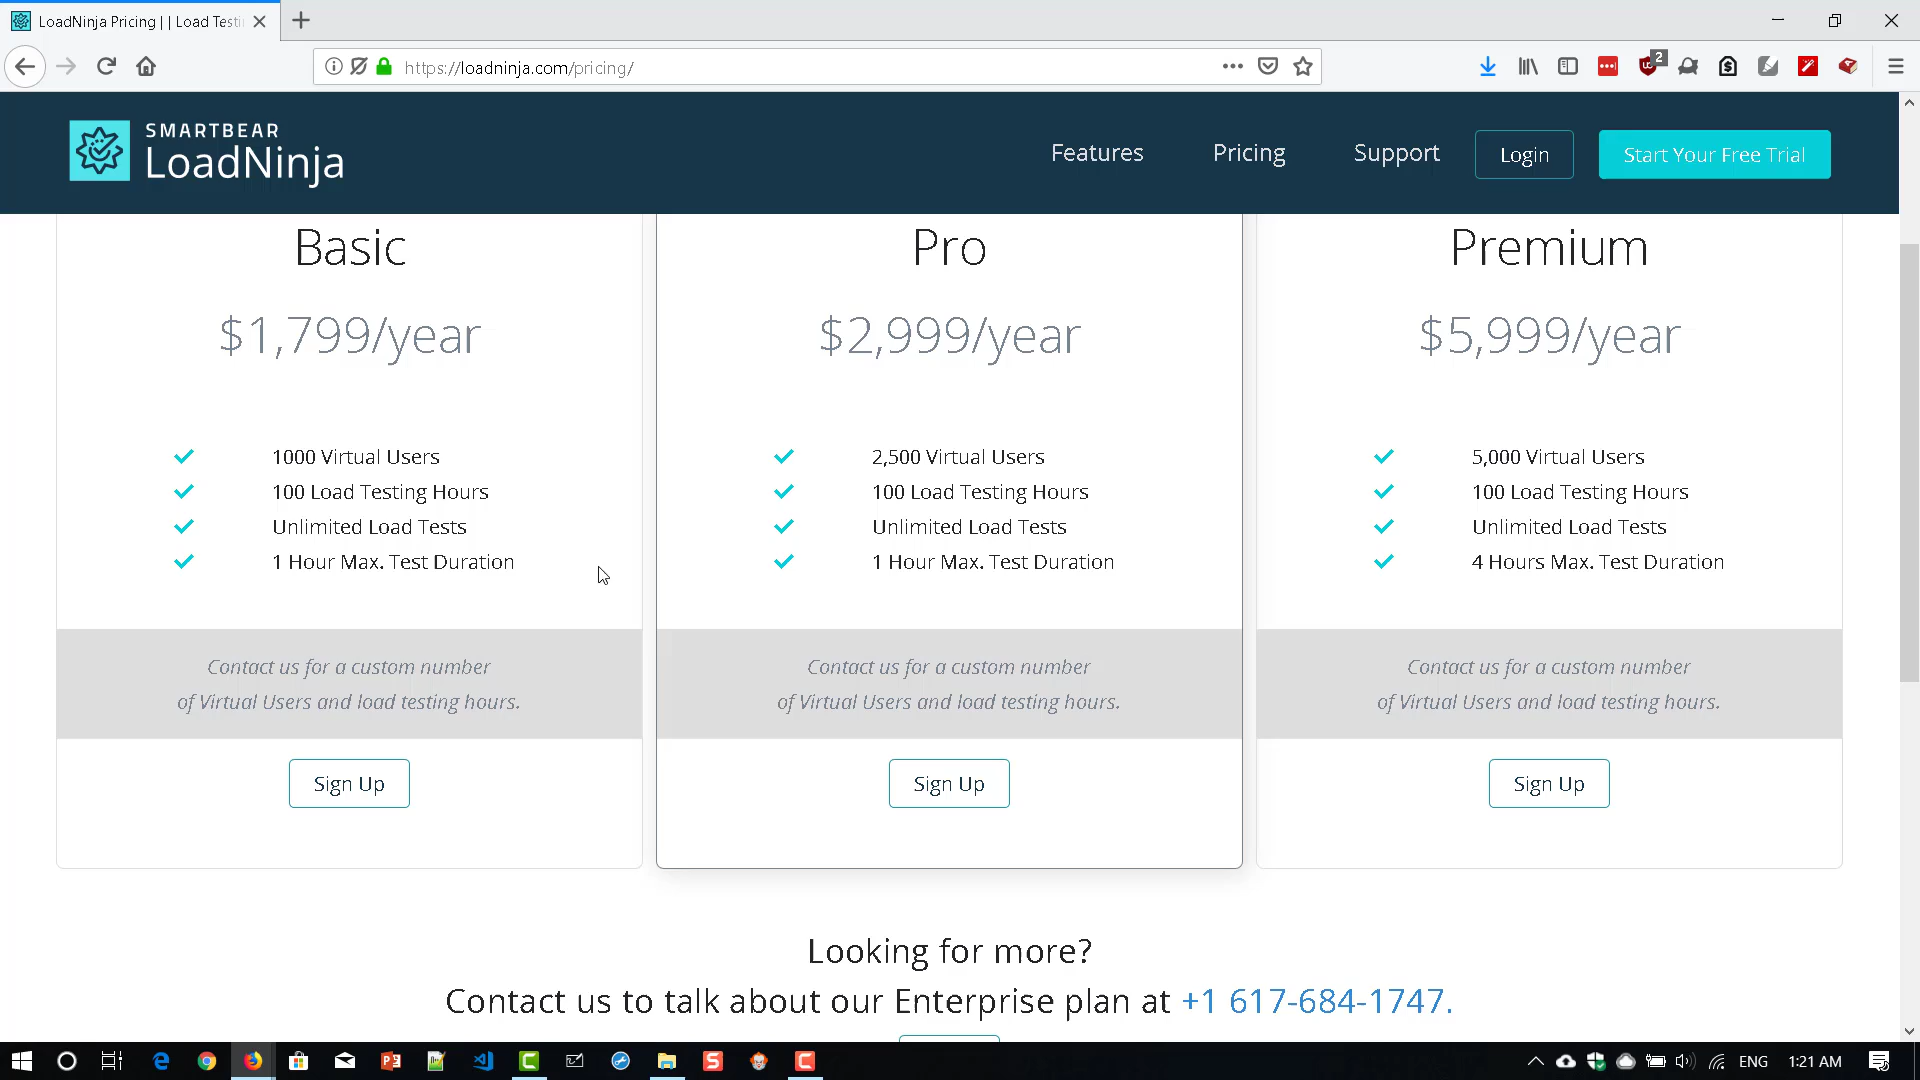 LoadNinja Pricing | | Load Testi
https://loadninja.com/pricing/
2
SMARTBEAR
LoadNinja
Features
Pricing
Support
Login
Start Your Free Trial
Basic
$1,799/year
1000 Virtual Users
100 Load Testing Hours
Unlimited Load Tests
1 Hour Max. Test Duration
Contact us for a custom number
of Virtual Users and load testing hours.
Sign Up
Pro
$2,999/year
2,500 Virtual Users
100 Load Testing Hours
Unlimited Load Tests
1 Hour Max. Test Duration
Contact us for a custom number
of Virtual Users and load testing hours.
Sign Up
Premium
$5,999/year
5,000 Virtual Users
100 Load Testing Hours
Unlimited Load Tests
4 Hours Max. Test Duration
Contact us for a custom number
of Virtual Users and load testing hours.
Sign Up
Looking for more?
Contact us to talk about our Enterprise plan at +1 617-684-1747.
ENG
1:21 AM